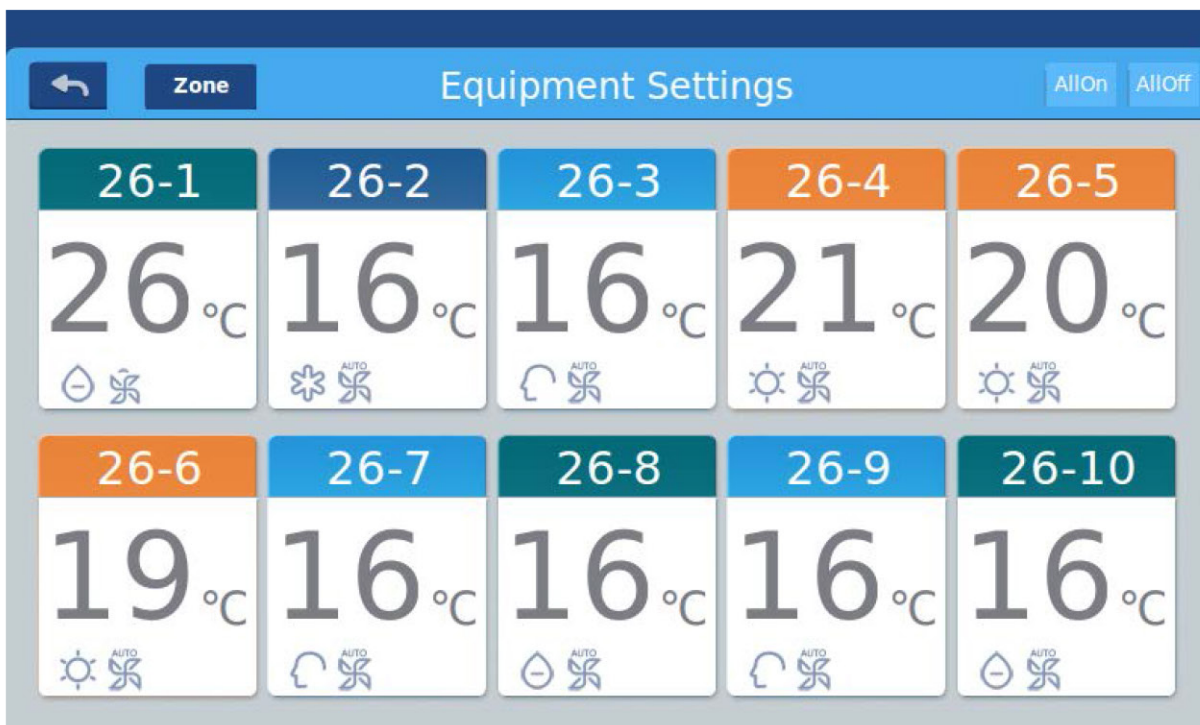 Zone Equipment Settings AllOn AllOff
26-1 26-2 26-3 26-4 26-5
26 °C 16 °C 16 °C 21 °C 20 °C
AUTO AUTO AUTO AUTO
26-6 26-7 26-8 26-9 26-10
19 °C 16 °C 16 °C 16 °C 16 °C
AUTO AUTO AUTO AUTO AUTO